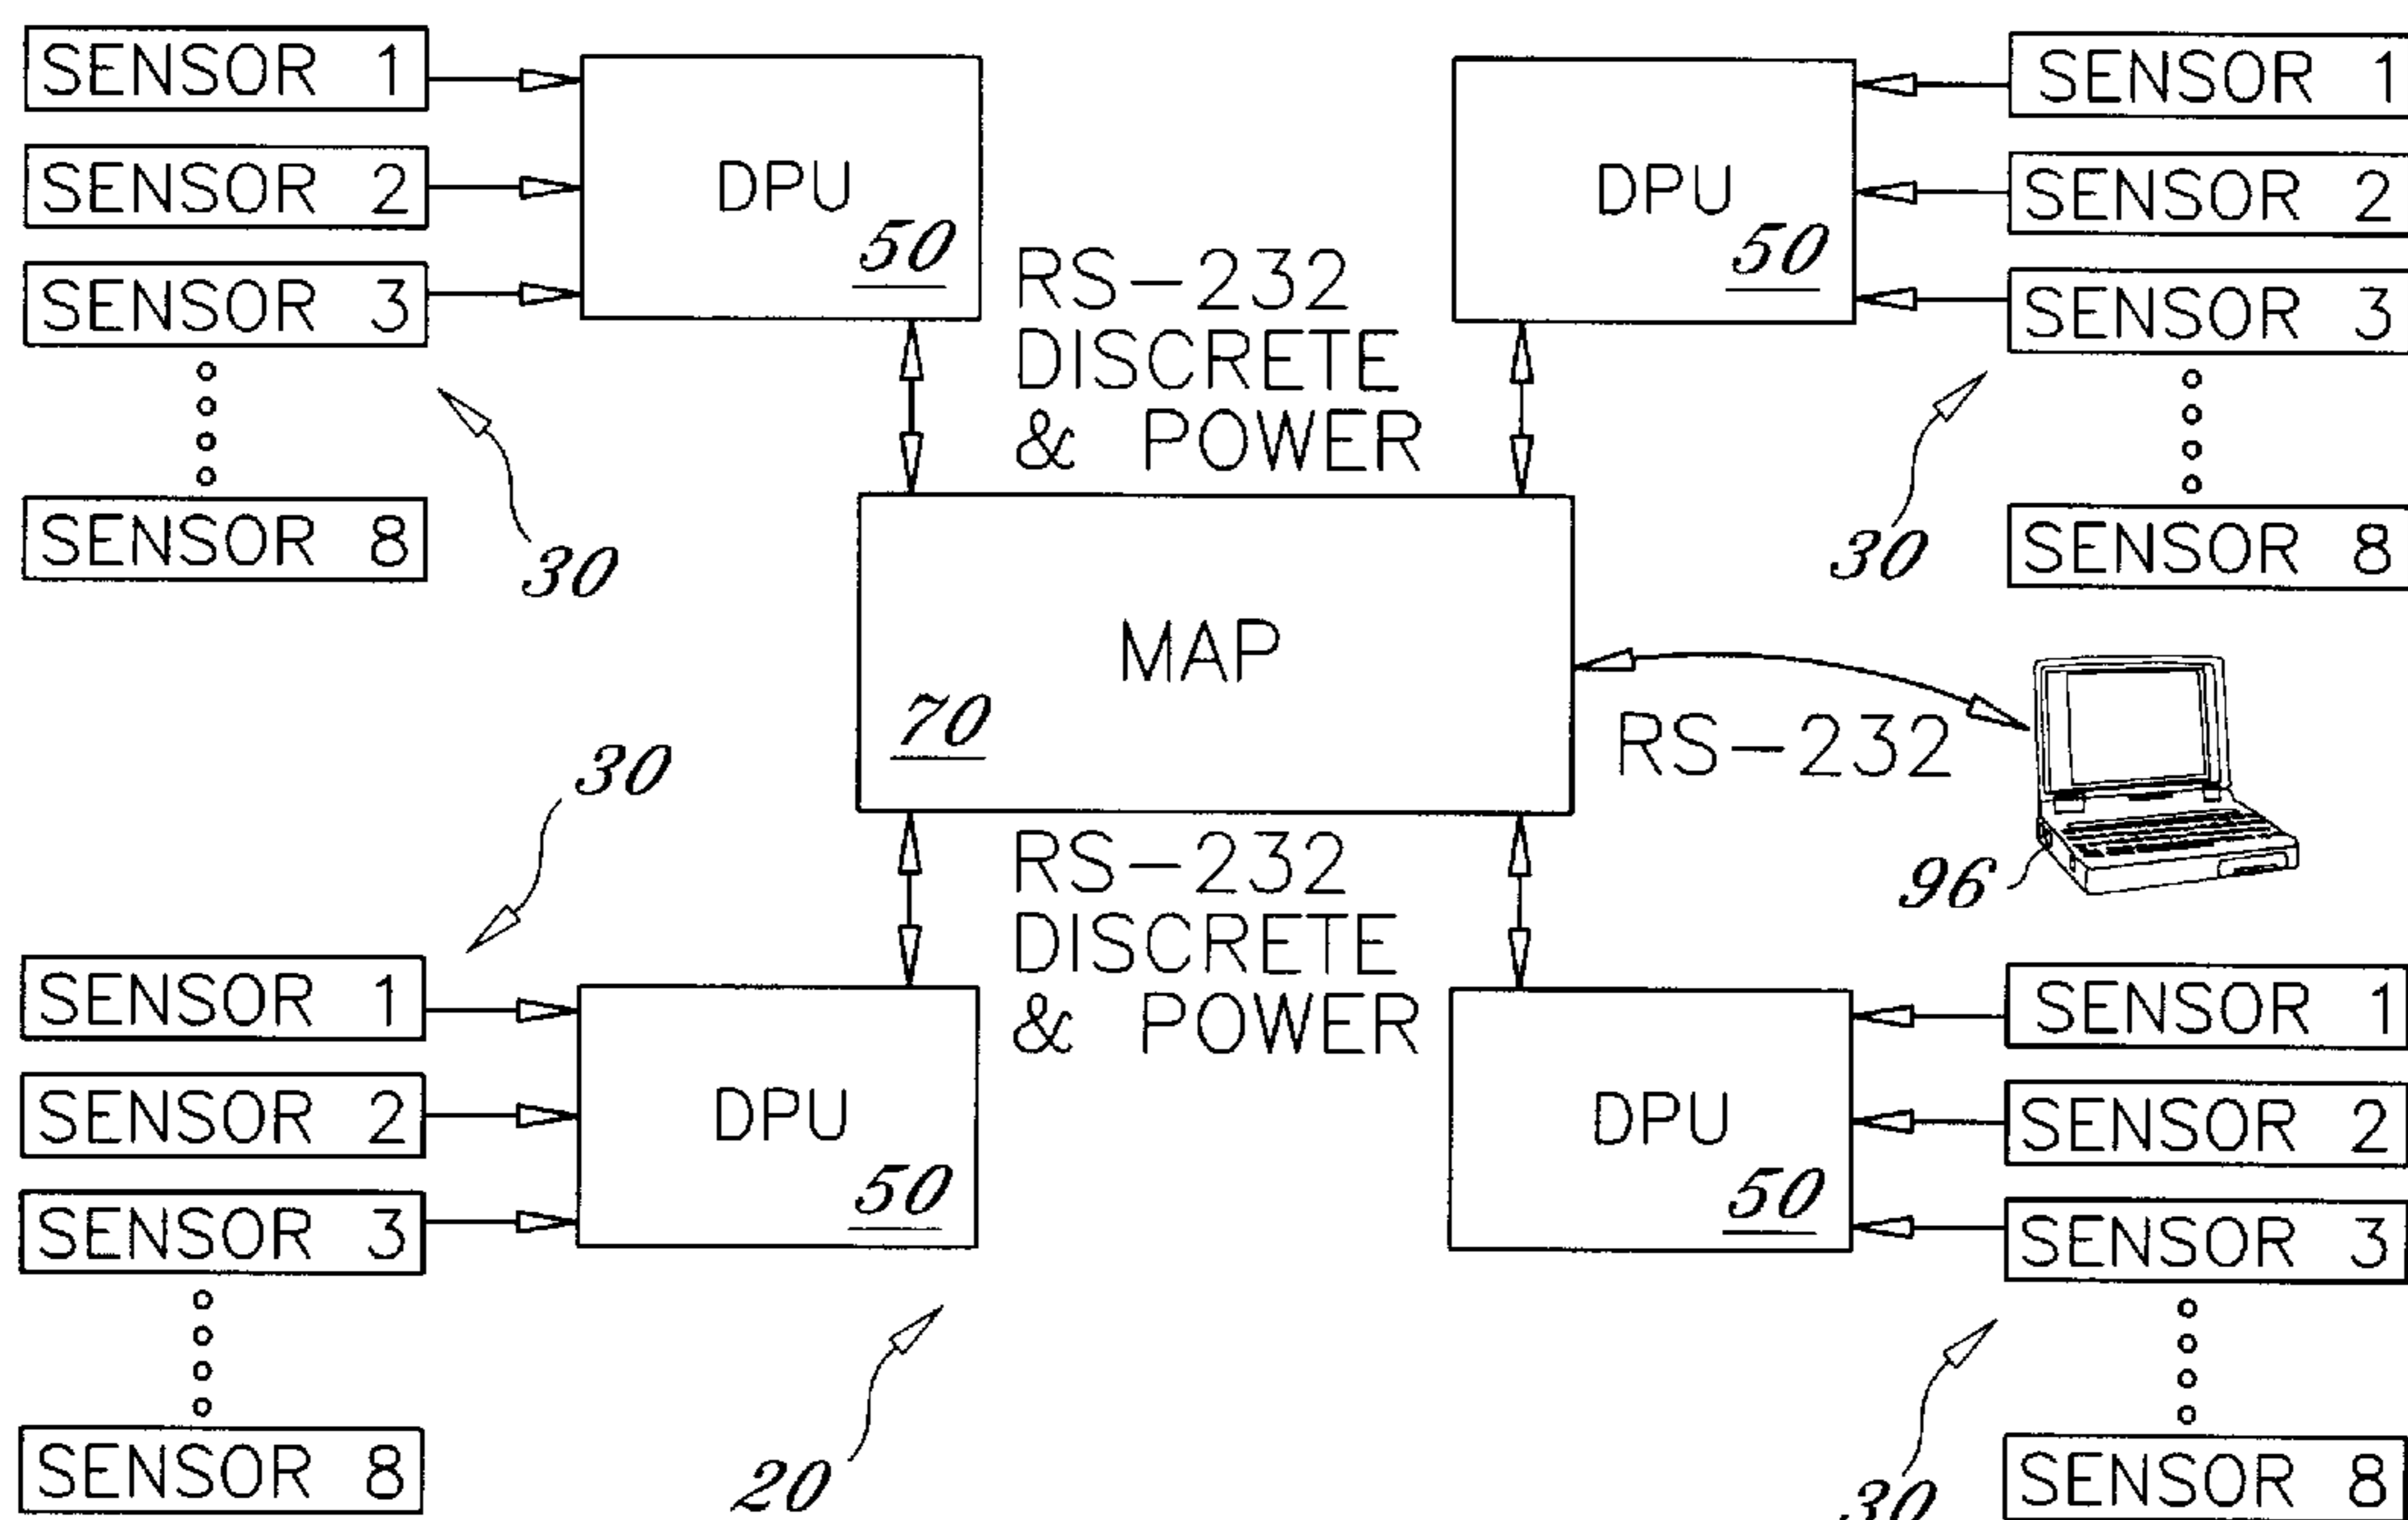 SENSOR 1
SENSOR 2
SENSOR 3
SENSOR 8
30
DPU
50
RS-232
DISCRETE
& POWER
DPU
50
SENSOR 1
SENSOR 2
SENSOR 3
SENSOR 8
30
MAP
70
RS-232
96
30
SENSOR 1
SENSOR 2
SENSOR 3
SENSOR 8
DPU
50
RS-232
DISCRETE
& POWER
DPU
50
SENSOR 1
SENSOR 2
SENSOR 3
SENSOR 8
20
30